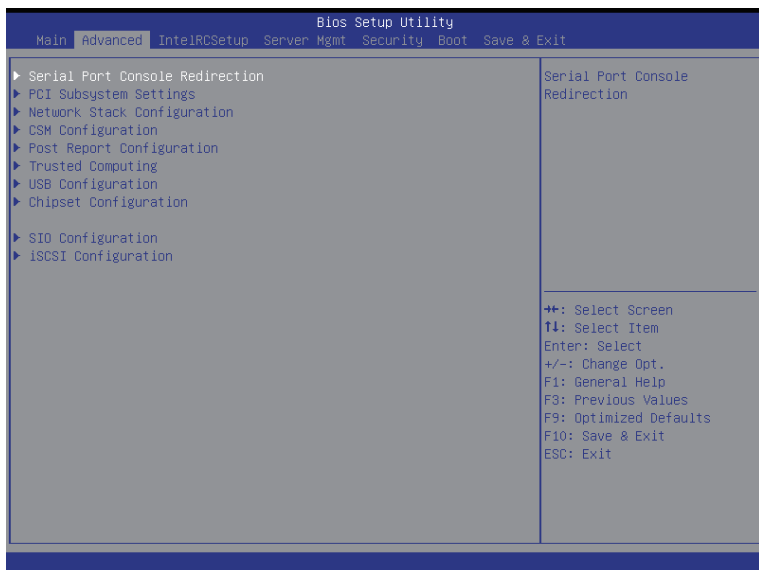 Bios Setup Utility
Main Advanced IntelRCSetup Server Mgmt Security Boot Save & Exit
Serial Port Console Redirection
PCI Subsystem Settings
Network Stack Configuration
CSM Configuration
Post Report Configuration
Trusted Computing
USB Configuration
Chipset Configuration
SIO Configuration
iSCSI Configuration
Serial Port Console
Redirection
→←: Select Screen
↑↓: Select Item
Enter: Select
+/-: Change Opt.
F1: General Help
F3: Previous Values
F9: Optimized Defaults
F10: Save & Exit
ESC: Exit